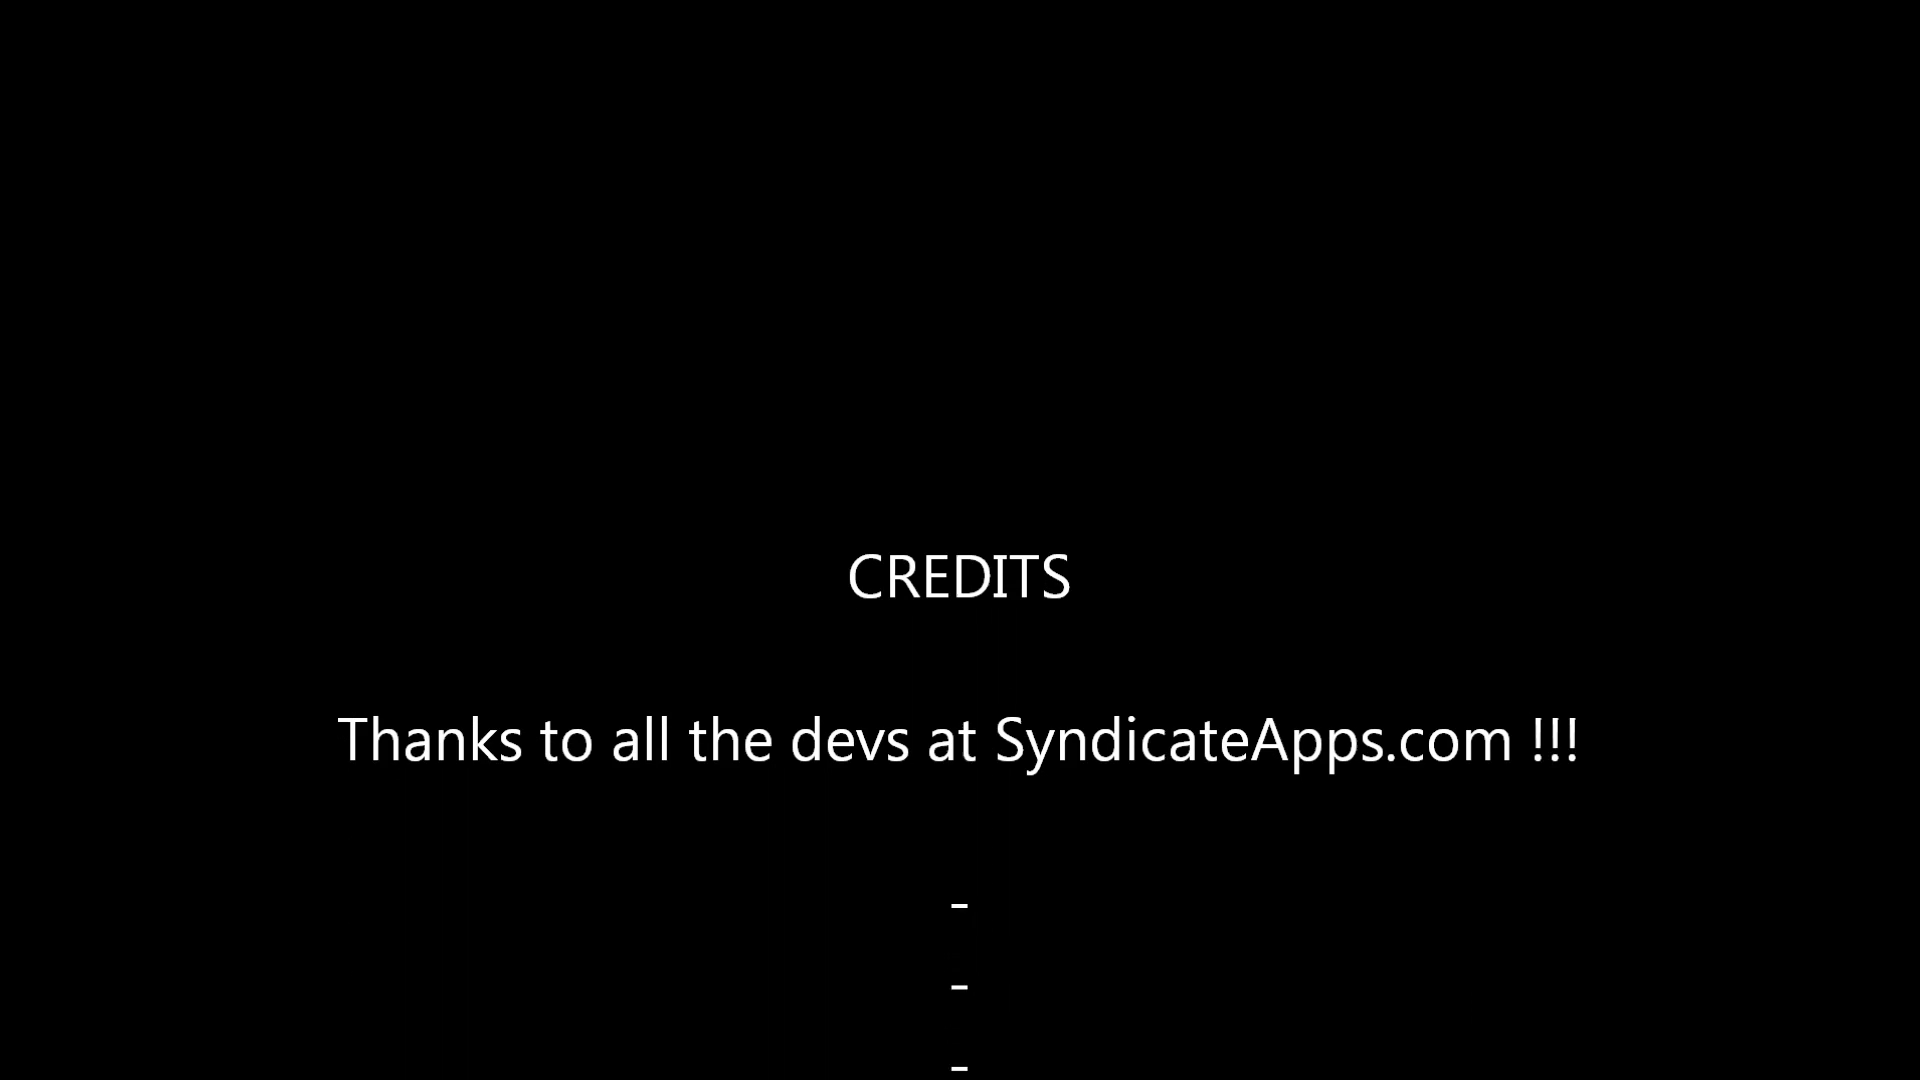 CREDITS
Thanks to all the devs at SyndicateApps.com !!!
-
-
-